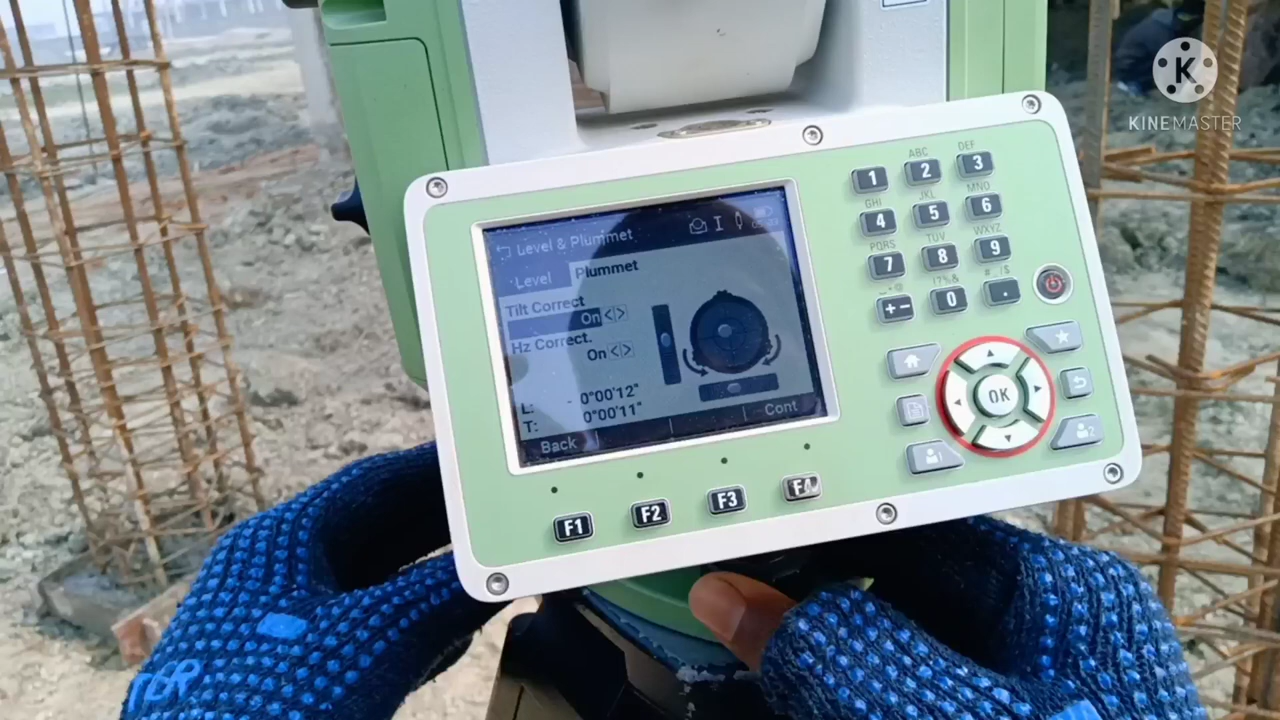 K
KINEMASTER
Level & Plummet
Level Plummet
Tilt Correct
On
Hz Correct.
On
L: - 0°00'12"
T: 0°00'11"
Back Cont
F1 F2 F3 F4
ABC DEF
1 2 3
GHI JKL MNO
4 5 6
PQRS TUV WXYZ
7 8 9
!?%& #_/$
+− 0 .
OK
1 2